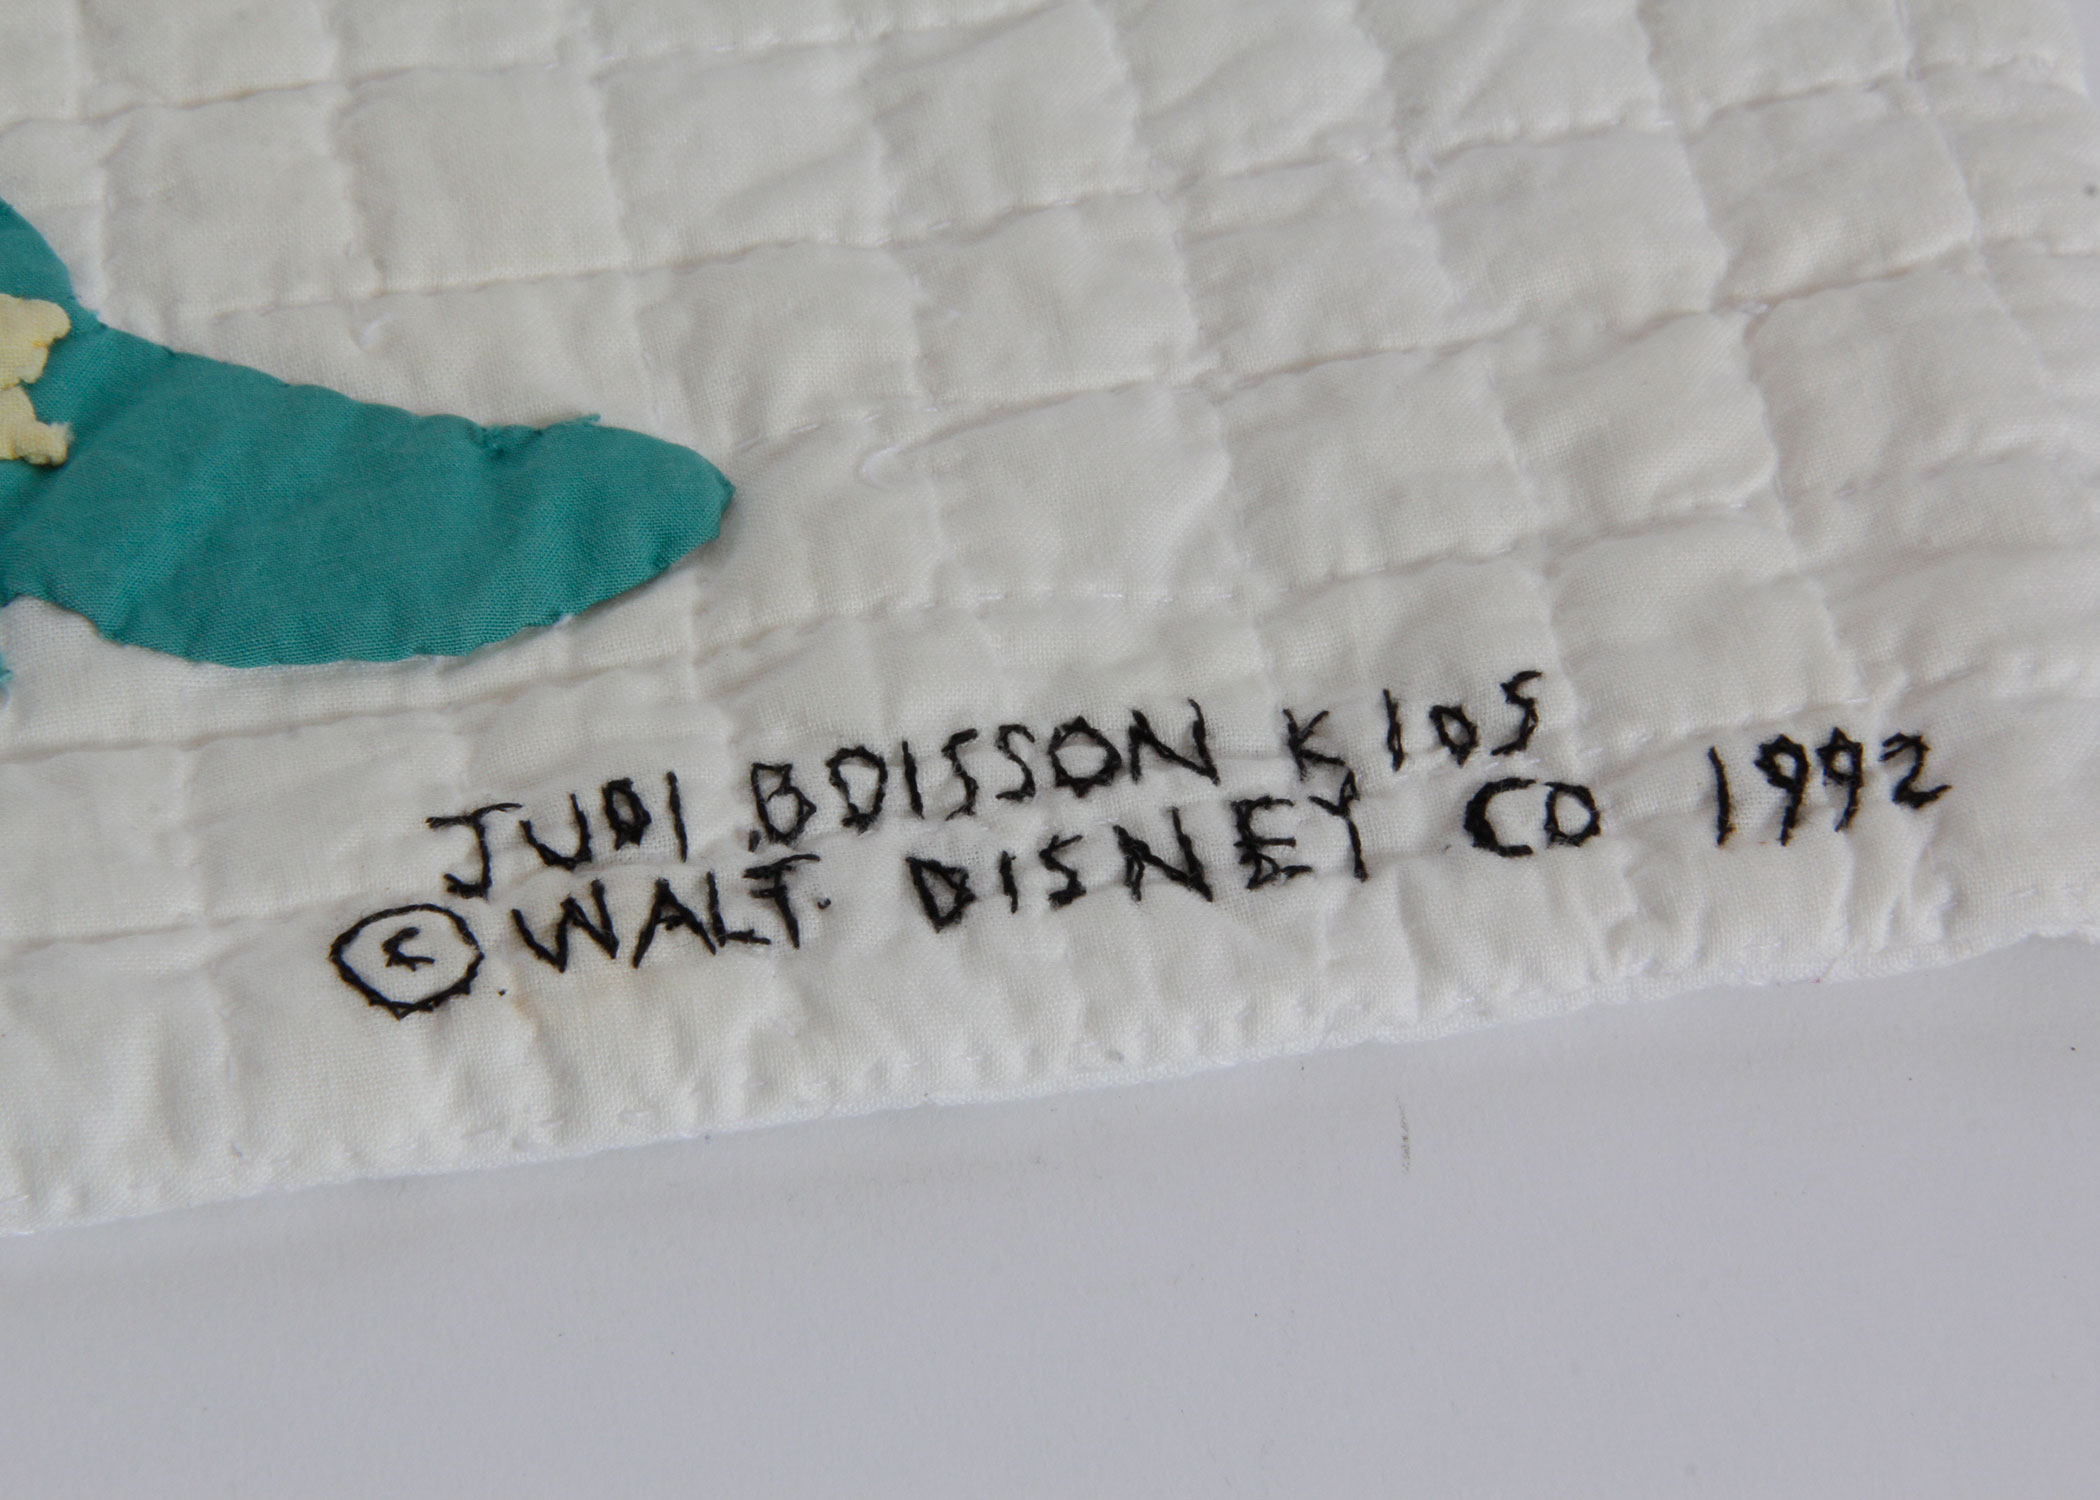 JUDI BOISSON KIDS
© WALT. DISNEY CO 1992